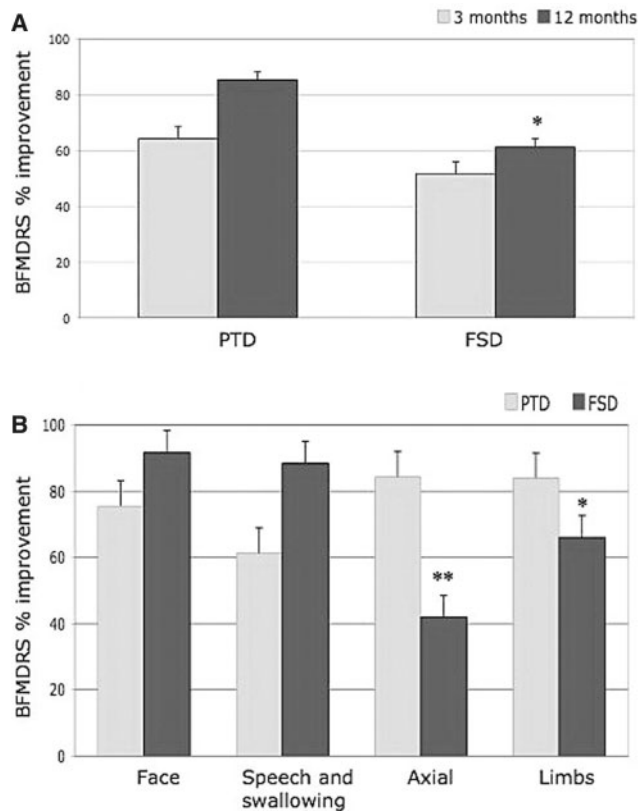 A
3 months 12 months
BFMDRS % improvement
100
80
60
40
20
0
*
PTD FSD
B
PTD FSD
BFMDRS % improvement
100
80
60
40
20
0
**
*
Face Speech and swallowing Axial Limbs